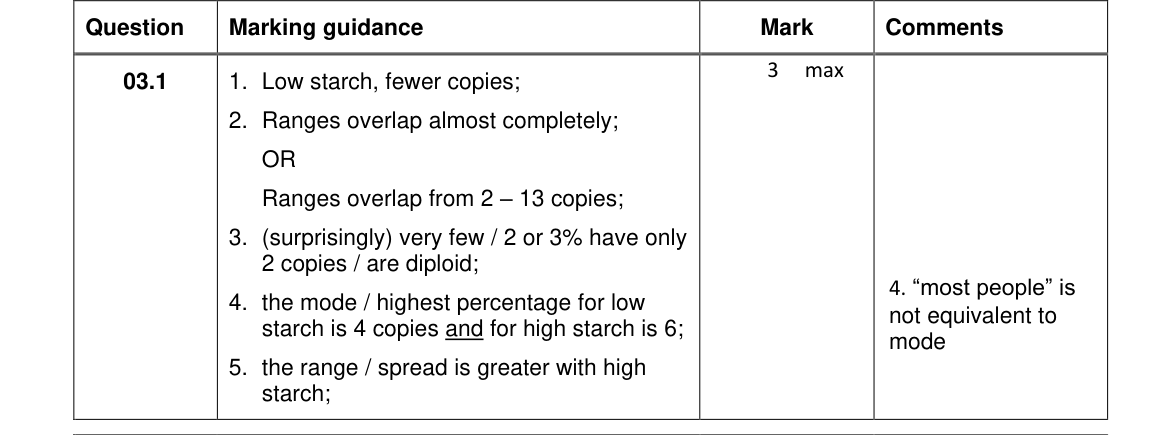 Question Marking guidance Mark Comments
03.1
1. Low starch, fewer copies;
2. Ranges overlap almost completely;
OR
Ranges overlap from 2 – 13 copies;
3. (surprisingly) very few / 2 or 3% have only
2 copies / are diploid;
4. the mode / highest percentage for low
starch is 4 copies and for high starch is 6;
5. the range / spread is greater with high
starch;
3 max
4. “most people” is
not equivalent to
mode